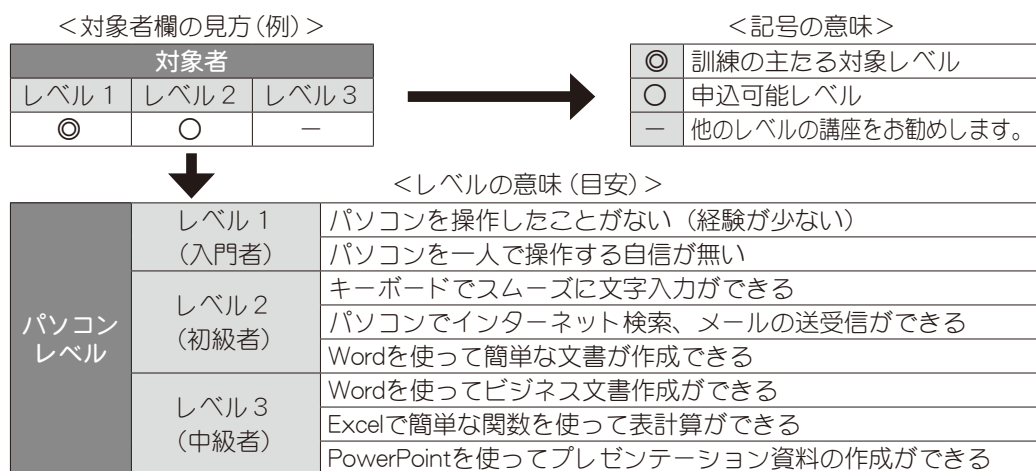 <対象者欄の見方(例)>
対象者
レベル1 レベル2 レベル3
◎ ○ －
<記号の意味>
◎ 訓練の主たる対象レベル
○ 申込可能レベル
－ 他のレベルの講座をお勧めします。
<レベルの意味(目安)>
パソコン
レベル
レベル1
(入門者)
パソコンを操作したことがない(経験が少ない)
パソコンを一人で操作する自信が無い
レベル2
(初級者)
キーボードでスムーズに文字入力ができる
パソコンでインターネット検索、メールの送受信ができる
Wordを使って簡単な文書が作成できる
レベル3
(中級者)
Wordを使ってビジネス文書作成ができる
Excelで簡単な関数を使って表計算ができる
PowerPointを使ってプレゼンテーション資料の作成ができる